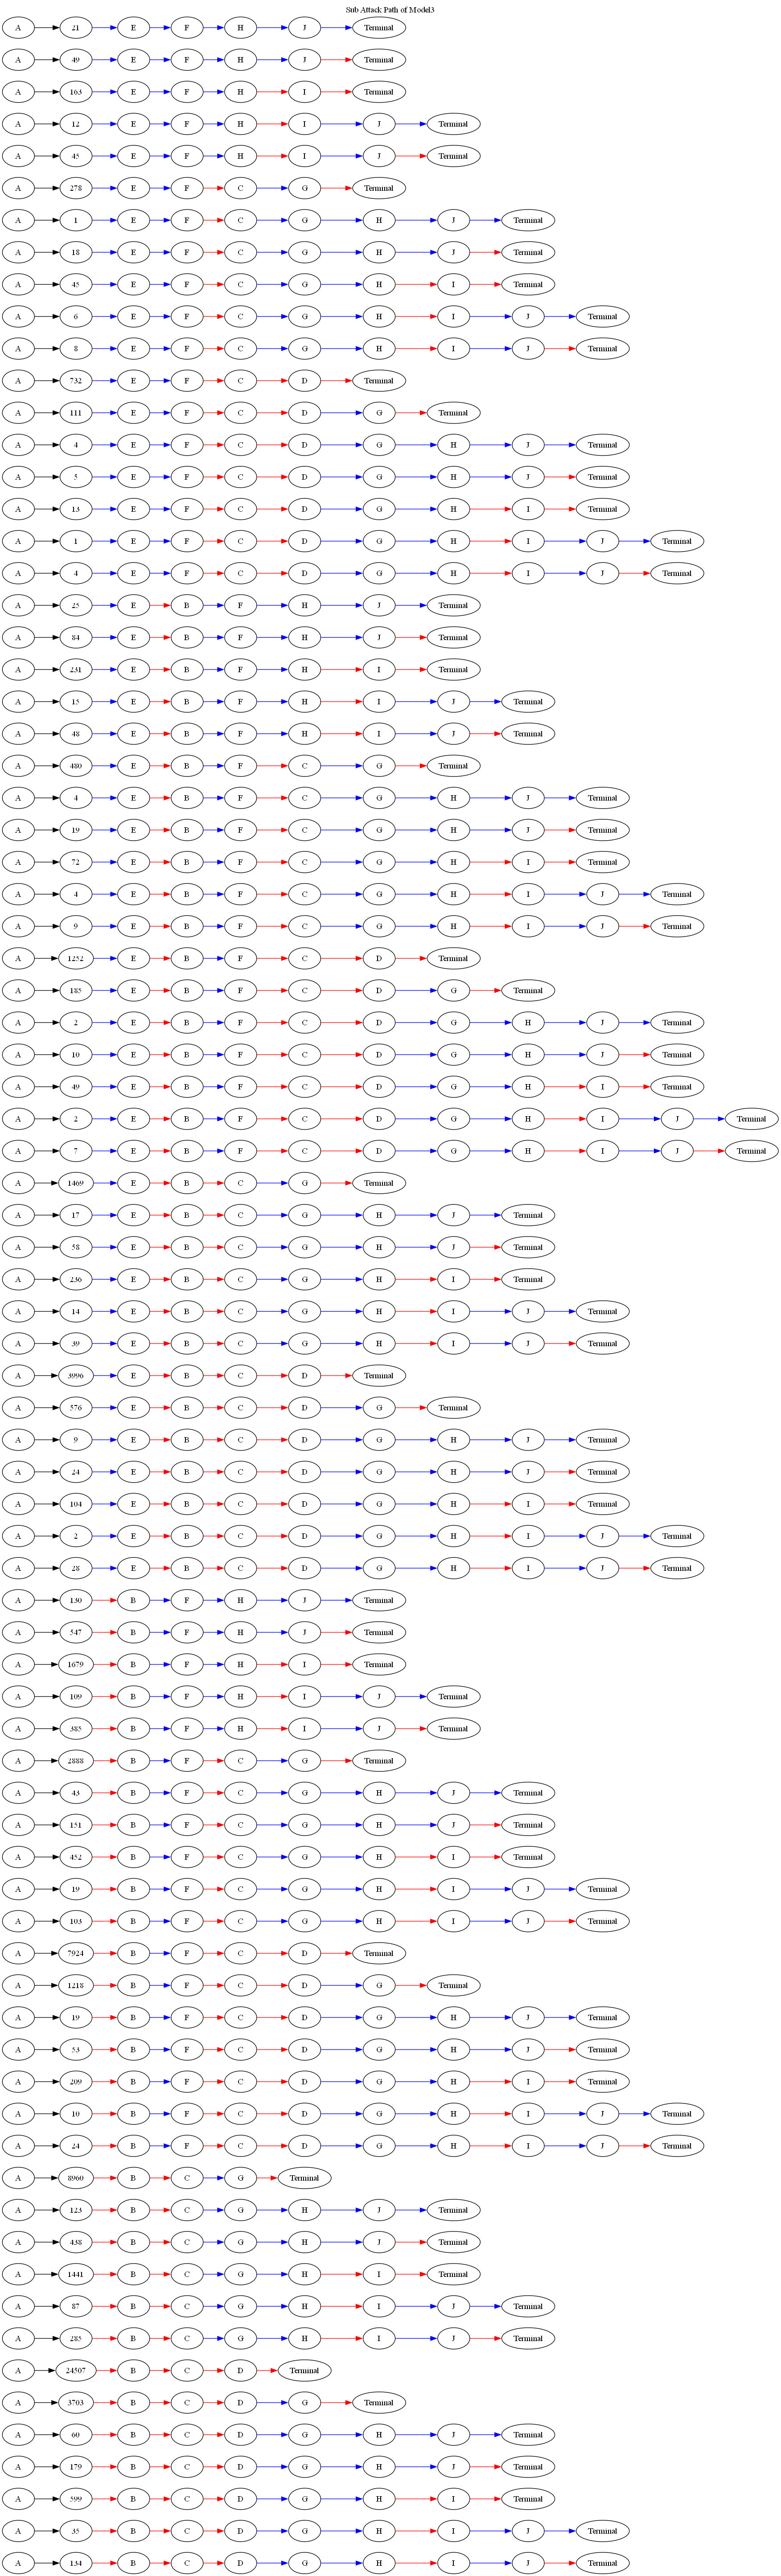 Sub Attack Path of Model3
A 21 E F H J Terminal
A 49 E F H J Terminal
A 163 E F H I Terminal
A 12 E F H I J Terminal
A 45 E F H I J Terminal
A 278 E F C G Terminal
A 1 E F C G H J Terminal
A 18 E F C G H J Terminal
A 45 E F C G H I Terminal
A 6 E F C G H I J Terminal
A 8 E F C G H I J Terminal
A 732 E F C D Terminal
A 111 E F C D G Terminal
A 4 E F C D G H J Terminal
A 5 E F C D G H J Terminal
A 13 E F C D G H I Terminal
A 1 E F C D G H I J Terminal
A 4 E F C D G H I J Terminal
A 25 E B F H J Terminal
A 84 E B F H J Terminal
A 231 E B F H I Terminal
A 15 E B F H I J Terminal
A 48 E B F H I J Terminal
A 480 E B F C G Terminal
A 4 E B F C G H J Terminal
A 19 E B F C G H J Terminal
A 72 E B F C G H I Terminal
A 4 E B F C G H I J Terminal
A 9 E B F C G H I J Terminal
A 1252 E B F C D Terminal
A 185 E B F C D G Terminal
A 2 E B F C D G H J Terminal
A 10 E B F C D G H J Terminal
A 49 E B F C D G H I Terminal
A 2 E B F C D G H I J Terminal
A 7 E B F C D G H I J Terminal
A 1469 E B C G Terminal
A 17 E B C G H J Terminal
A 58 E B C G H J Terminal
A 236 E B C G H I Terminal
A 14 E B C G H I J Terminal
A 39 E B C G H I J Terminal
A 3996 E B C D Terminal
A 576 E B C D G Terminal
A 9 E B C D G H J Terminal
A 24 E B C D G H J Terminal
A 104 E B C D G H I Terminal
A 2 E B C D G H I J Terminal
A 28 E B C D G H I J Terminal
A 130 B F H J Terminal
A 547 B F H J Terminal
A 1679 B F H I Terminal
A 109 B F H I J Terminal
A 385 B F H I J Terminal
A 2888 B F C G Terminal
A 43 B F C G H J Terminal
A 151 B F C G H J Terminal
A 452 B F C G H I Terminal
A 19 B F C G H I J Terminal
A 103 B F C G H I J Terminal
A 7924 B F C D Terminal
A 1218 B F C D G Terminal
A 19 B F C D G H J Terminal
A 53 B F C D G H J Terminal
A 209 B F C D G H I Terminal
A 10 B F C D G H I J Terminal
A 24 B F C D G H I J Terminal
A 8960 B C G Terminal
A 123 B C G H J Terminal
A 438 B C G H J Terminal
A 1441 B C G H I Terminal
A 87 B C G H I J Terminal
A 285 B C G H I J Terminal
A 24507 B C D Terminal
A 3703 B C D G Terminal
A 60 B C D G H J Terminal
A 179 B C D G H J Terminal
A 599 B C D G H I Terminal
A 35 B C D G H I J Terminal
A 134 B C D G H I J Terminal